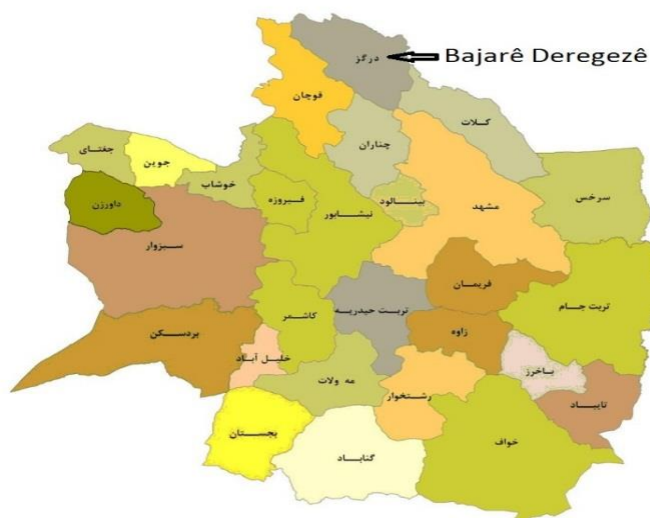 درگز
Bajarê Deregezê
قوچان
کلات
چناران
جغتای
جوین
خوشاب
سرخس
مشهد
داورزن
فیروزه
بینالود
نیشابور
سبزوار
فریمان
تربت حیدریه
تربت جام
کاشمر
بردسکن
زاوه
خلیل آباد
باخرز
مه ولات
رشتخوار
تایباد
بجستان
خواف
گناباد